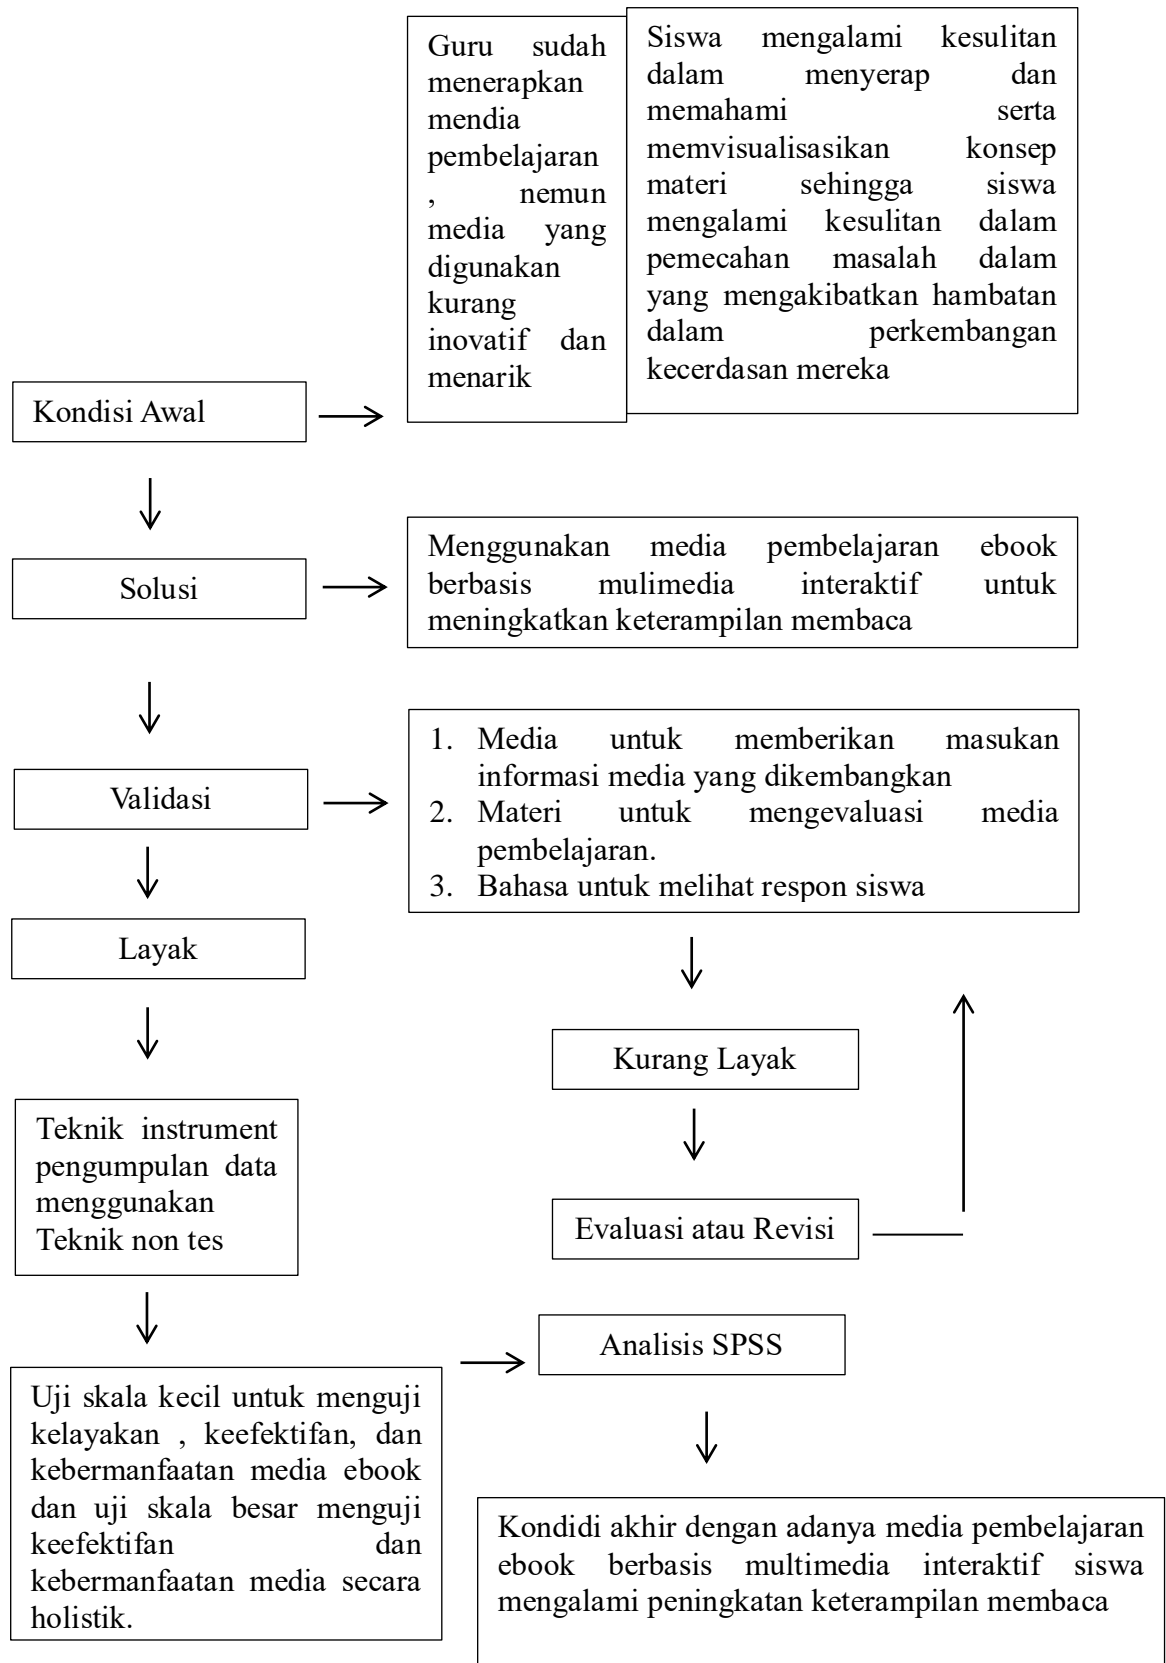 Guru sudah
menerapkan
mendia
pembelajaran
, nemun
media yang
digunakan
kurang
inovatif dan
menarik
Siswa mengalami kesulitan
dalam menyerap dan
memahami serta
memvisualisasikan konsep
materi sehingga siswa
mengalami kesulitan dalam
pemecahan masalah dalam
yang mengakibatkan hambatan
dalam perkembangan
kecerdasan mereka
Kondisi Awal
Solusi
Menggunakan media pembelajaran ebook
berbasis mulimedia interaktif untuk
meningkatkan keterampilan membaca
Validasi
1. Media untuk memberikan masukan
informasi media yang dikembangkan
2. Materi untuk mengevaluasi media
pembelajaran.
3. Bahasa untuk melihat respon siswa
Layak
Kurang Layak
Teknik instrument
pengumpulan data
menggunakan
Teknik non tes
Evaluasi atau Revisi
Analisis SPSS
Uji skala kecil untuk menguji
kelayakan , keefektifan, dan
kebermanfaatan media ebook
dan uji skala besar menguji
keefektifan dan
kebermanfaatan media secara
holistik.
Kondidi akhir dengan adanya media pembelajaran
ebook berbasis multimedia interaktif siswa
mengalami peningkatan keterampilan membaca